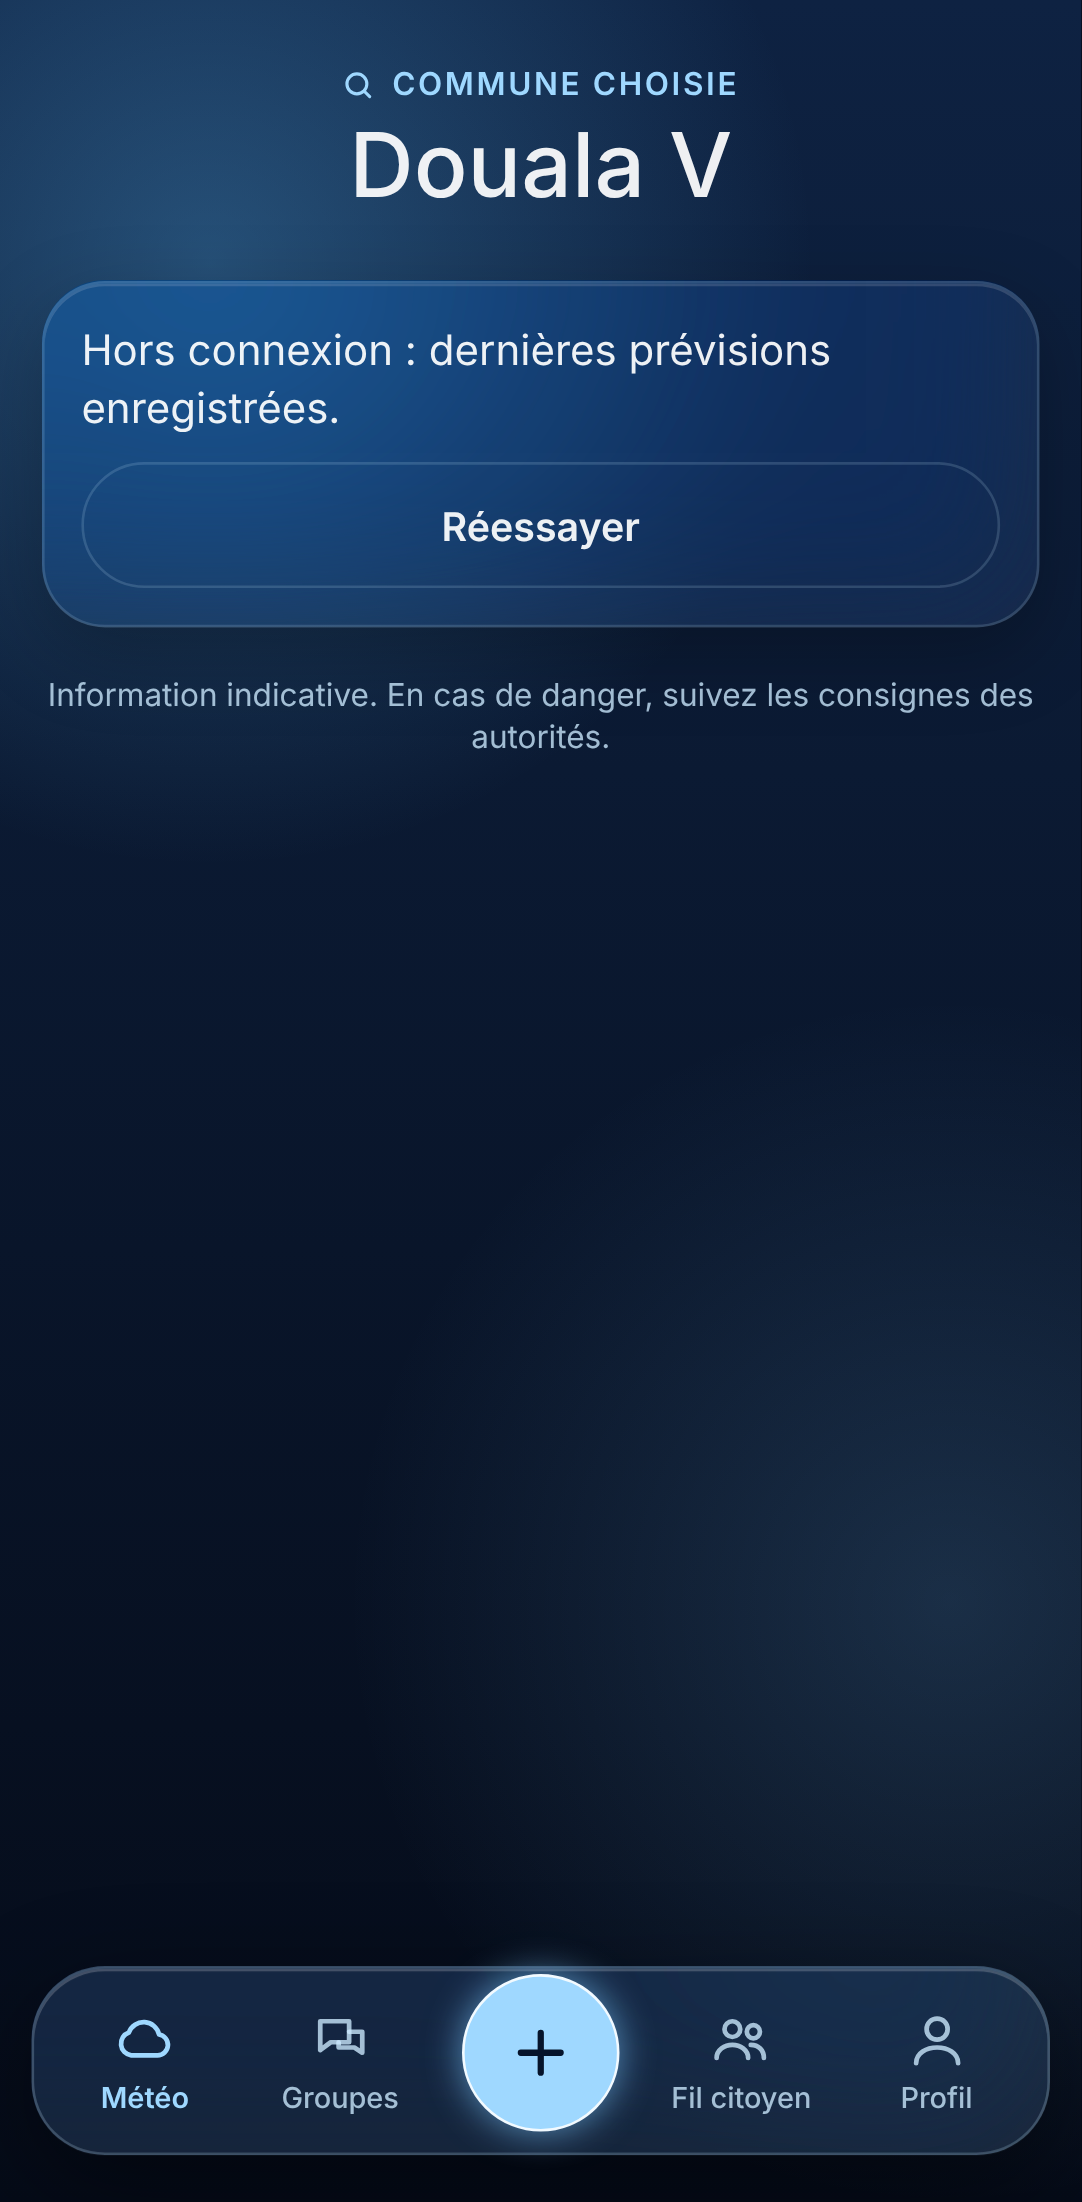 COMMUNE CHOISIE
Douala V
Hors connexion : dernières prévisions
enregistrées.
Réessayer
Information indicative. En cas de danger, suivez les consignes des
autorités.
Météo
Groupes
Fil citoyen
Profil